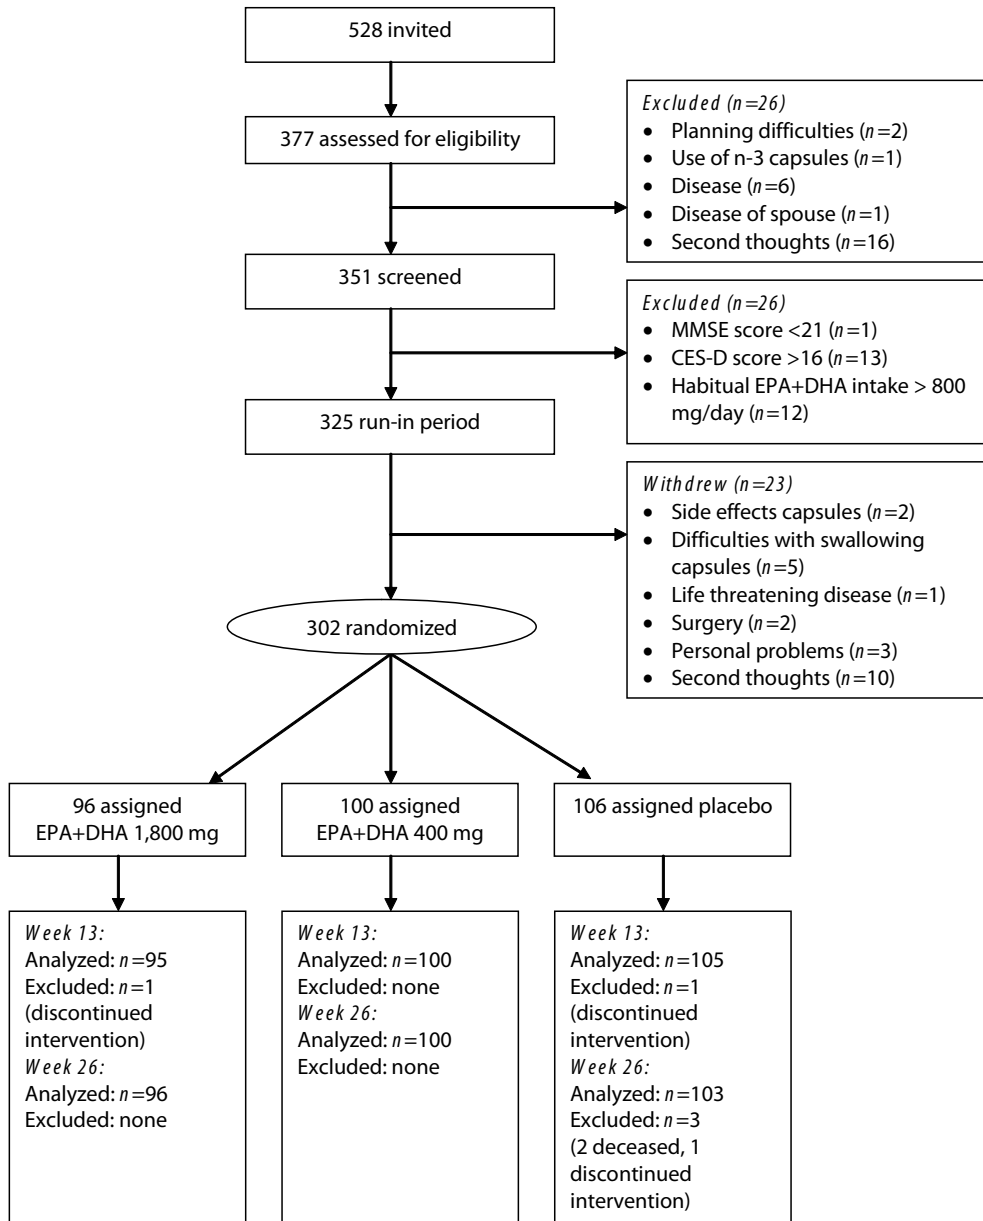 528 invited
377 assessed for eligibility
Excluded (n=26)
• Planning difficulties (n=2)
• Use of n-3 capsules (n=1)
• Disease (n=6)
• Disease of spouse (n=1)
• Second thoughts (n=16)
351 screened
Excluded (n=26)
• MMSE score <21 (n=1)
• CES-D score >16 (n=13)
• Habitual EPA+DHA intake > 800
mg/day (n=12)
325 run-in period
Withdrew (n=23)
• Side effects capsules (n=2)
• Difficulties with swallowing
capsules (n=5)
• Life threatening disease (n=1)
• Surgery (n=2)
• Personal problems (n=3)
• Second thoughts (n=10)
302 randomized
96 assigned
EPA+DHA 1,800 mg
100 assigned
EPA+DHA 400 mg
106 assigned placebo
Week 13:
Analyzed: n=95
Excluded: n=1
(discontinued
intervention)
Week 26:
Analyzed: n=96
Excluded: none
Week 13:
Analyzed: n=100
Excluded: none
Week 26:
Analyzed: n=100
Excluded: none
Week 13:
Analyzed: n=105
Excluded: n=1
(discontinued
intervention)
Week 26:
Analyzed: n=103
Excluded: n=3
(2 deceased, 1
discontinued
intervention)